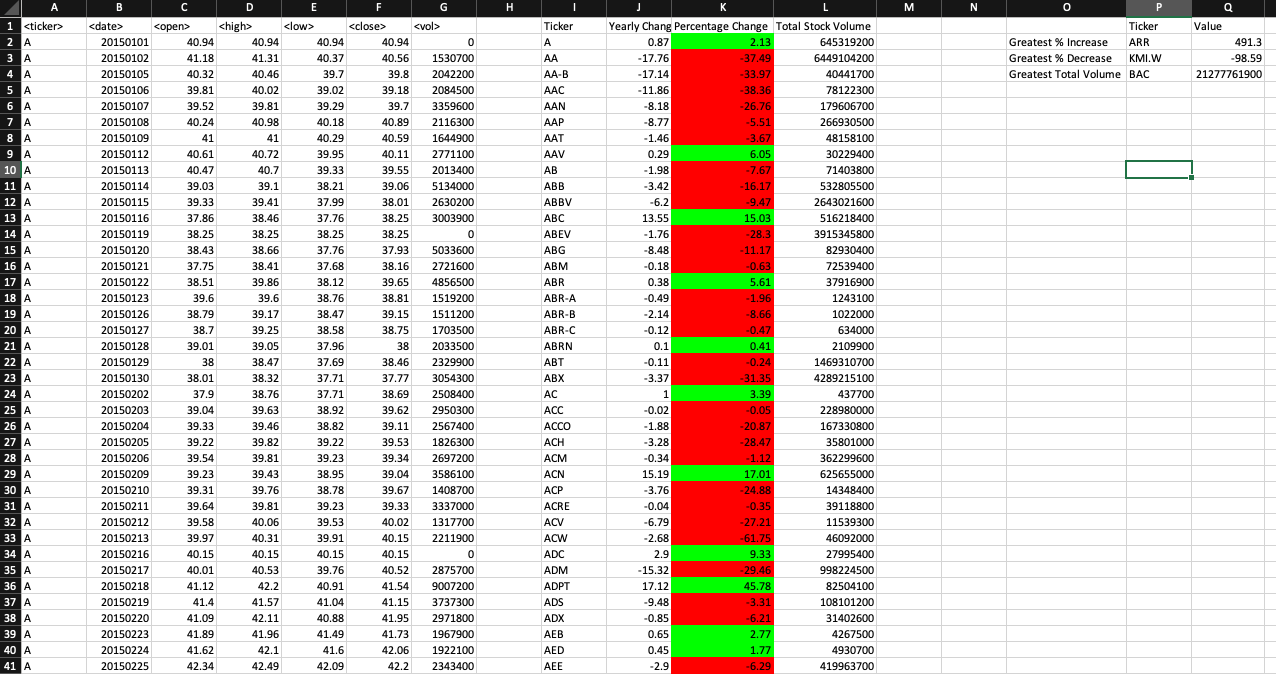 A B C D E F G H I J K L M N O P Q
1 <ticker> <date> <open> <high> <low> <close> <vol> Ticker Yearly Chang Percentage Change Total Stock Volume Ticker Value
2 A 20150101 40.94 40.94 40.94 40.94 0 A 0.87 2.13 645319200 Greatest % Increase ARR 491.3
3 A 20150102 41.18 41.31 40.37 40.56 1530700 AA -17.76 -37.49 6449104200 Greatest % Decrease KMI.W -98.59
4 A 20150105 40.32 40.46 39.7 39.8 2042200 AA-B -17.14 -33.97 40441700 Greatest Total Volume BAC 21277761900
5 A 20150106 39.81 40.02 39.02 39.18 2084500 AAC -11.86 -38.36 78122300
6 A 20150107 39.52 39.81 39.29 39.7 3359600 AAN -8.18 -26.76 179606700
7 A 20150108 40.24 40.98 40.18 40.89 2116300 AAP -8.77 -5.51 266930500
8 A 20150109 41 41 40.29 40.59 1644900 AAT -1.46 -3.67 48158100
9 A 20150112 40.61 40.72 39.95 40.11 2771100 AAV 0.29 6.05 30229400
10 A 20150113 40.47 40.7 39.33 39.55 2013400 AB -1.98 -7.67 71403800
11 A 20150114 39.03 39.1 38.21 39.06 5134000 ABB -3.42 -16.17 532805500
12 A 20150115 39.33 39.41 37.99 38.01 2630200 ABBV -6.2 -9.47 2643021600
13 A 20150116 37.86 38.46 37.76 38.25 3003900 ABC 13.55 15.03 516218400
14 A 20150119 38.25 38.25 38.25 38.25 0 ABEV -1.76 -28.3 3915345800
15 A 20150120 38.43 38.66 37.76 37.93 5033600 ABG -8.48 -11.17 82930400
16 A 20150121 37.75 38.41 37.68 38.16 2721600 ABM -0.18 -0.63 72539400
17 A 20150122 38.51 39.86 38.12 39.65 4856500 ABR 0.38 5.61 37916900
18 A 20150123 39.6 39.6 38.76 38.81 1519200 ABR-A -0.49 -1.96 1243100
19 A 20150126 38.79 39.17 38.47 39.15 1511200 ABR-B -2.14 -8.66 1022000
20 A 20150127 38.7 39.25 38.58 38.75 1703500 ABR-C -0.12 -0.47 634000
21 A 20150128 39.01 39.05 37.96 38 2033500 ABRN 0.1 0.41 2109900
22 A 20150129 38 38.47 37.69 38.46 2329900 ABT -0.11 -0.24 1469310700
23 A 20150130 38.01 38.32 37.71 37.77 3054300 ABX -3.37 -31.35 4289215100
24 A 20150202 37.9 38.76 37.71 38.69 2508400 AC 1 3.39 437700
25 A 20150203 39.04 39.63 38.92 39.62 2950300 ACC -0.02 -0.05 228980000
26 A 20150204 39.33 39.46 38.82 39.11 2567400 ACCO -1.88 -20.87 167330800
27 A 20150205 39.22 39.82 39.22 39.53 1826300 ACH -3.28 -28.47 35801000
28 A 20150206 39.54 39.81 39.23 39.34 2697200 ACM -0.34 -1.12 362299600
29 A 20150209 39.23 39.43 38.95 39.04 3586100 ACN 15.19 17.01 625655000
30 A 20150210 39.31 39.76 38.78 39.67 1408700 ACP -3.76 -24.88 14348400
31 A 20150211 39.64 39.81 39.23 39.33 3337000 ACRE -0.04 -0.35 39118800
32 A 20150212 39.58 40.06 39.53 40.02 1317700 ACV -6.79 -27.21 11539300
33 A 20150213 39.97 40.31 39.91 40.15 2211900 ACW -2.68 -61.75 46092000
34 A 20150216 40.15 40.15 40.15 40.15 0 ADC 2.9 9.33 27995400
35 A 20150217 40.01 40.53 39.76 40.52 2875700 ADM -15.32 -29.46 998224500
36 A 20150218 41.12 42.2 40.91 41.54 9007200 ADPT 17.12 45.78 82504100
37 A 20150219 41.4 41.57 41.04 41.15 3737300 ADS -9.48 -3.31 108101200
38 A 20150220 41.09 42.11 40.88 41.95 2971800 ADX -0.85 -6.21 31402600
39 A 20150223 41.89 41.96 41.49 41.73 1967900 AEB 0.65 2.77 4267500
40 A 20150224 41.62 42.1 41.6 42.06 1922100 AED 0.45 1.77 4930700
41 A 20150225 42.34 42.49 42.09 42.2 2343400 AEE -2.9 -6.29 419963700